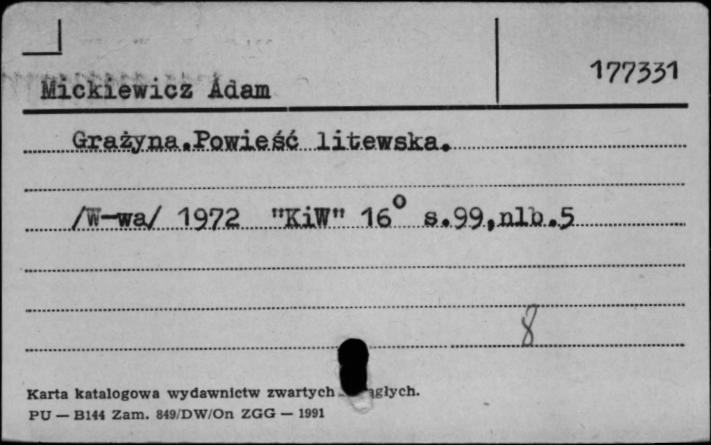 177331
Mickiewicz Adam
Grażyna.Powieść litewska.
/W-wa/ 1972 "KiW" 16° s.99,nlb.5
8
Karta katalogowa wydawnictw zwartych
PU — B144 Zam. 849/DW/On ZGG — 1991